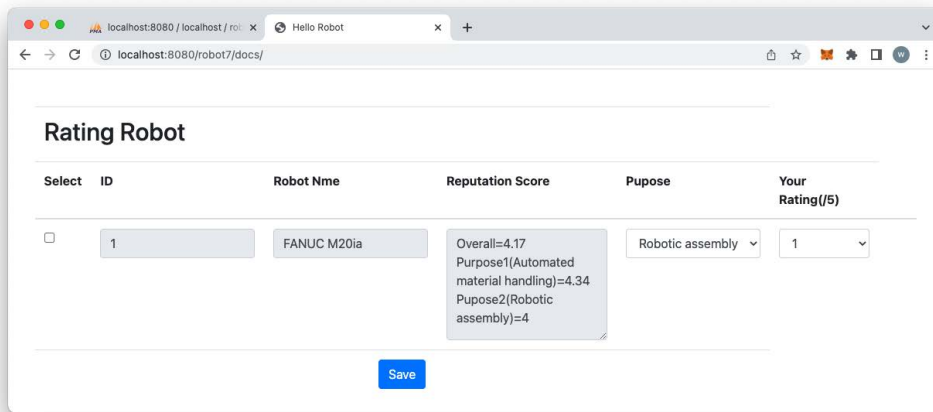 localhost:8080 / localhost / rob
Hello Robot
localhost:8080/robot7/docs/
W
Rating Robot
Select ID Robot Nme Reputation Score Pupose Your Rating(/5)
1 FANUC M20ia Overall=4.17 Robotic assembly 1
Purpose1(Automated
material handling)=4.34
Pupose2(Robotic
assembly)=4
Save